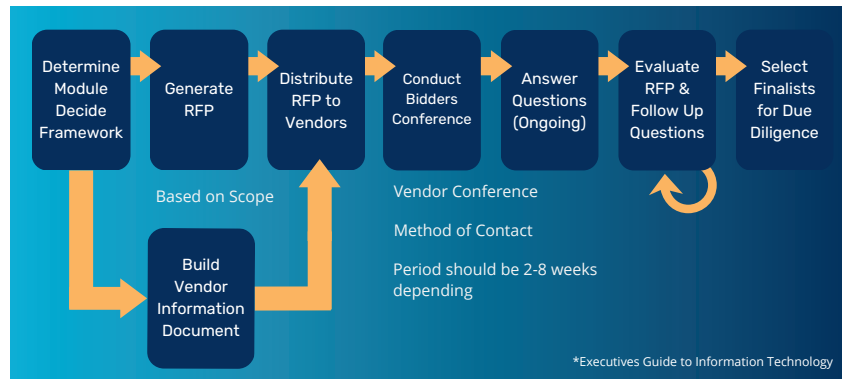 Determine
Module
Decide
Framework
Generate
RFP
Distribute
RFP to
Vendors
Conduct
Bidders
Conference
Answer
Questions
(Ongoing)
Evaluate
RFP &
Follow Up
Questions
Select
Finalists
for Due
Diligence
Based on Scope
Vendor Conference
Method of Contact
Period should be 2-8 weeks
depending
Build
Vendor
Information
Document
*Executives Guide to Information Technology